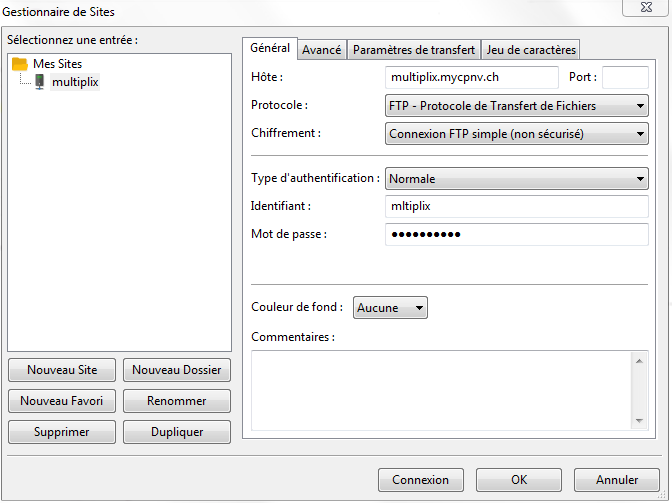 Gestionnaire de Sites
Sélectionnez une entrée :
Mes Sites
multiplix
Nouveau Site
Nouveau Dossier
Nouveau Favori
Renommer
Supprimer
Dupliquer
Général Avancé Paramètres de transfert Jeu de caractères
Hôte : multiplix.mycpnv.ch Port :
Protocole : FTP - Protocole de Transfert de Fichiers
Chiffrement : Connexion FTP simple (non sécurisé)
Type d'authentification : Normale
Identifiant : mltiplix
Mot de passe : ●●●●●●●●●●
Couleur de fond : Aucune
Commentaires :
Connexion OK Annuler